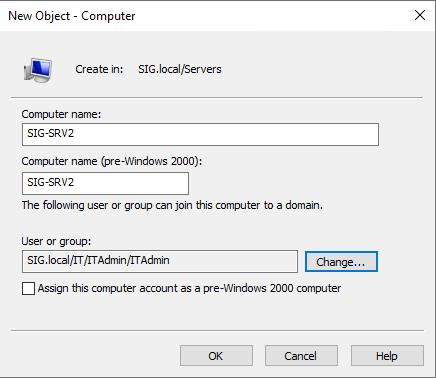 New Object - Computer
Create in: SIG.local/Servers
Computer name:
SIG-SRV2
Computer name (pre-Windows 2000):
SIG-SRV2
The following user or group can join this computer to a domain.
User or group:
SIG.local/IT/ITAdmin/ITAdmin
Change...
Assign this computer account as a pre-Windows 2000 computer
OK Cancel Help